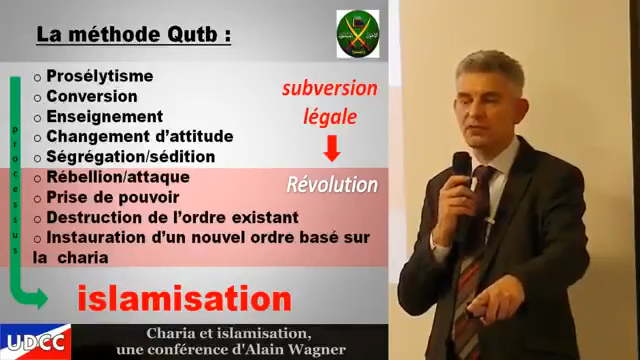 La méthode Qutb :
o Prosélytisme
o Conversion
o Enseignement
o Changement d'attitude
o Ségrégation/sédition
o Rébellion/attaque
o Prise de pouvoir
o Destruction de l'ordre existant
o Instauration d'un nouvel ordre basé sur
la charia
processus
subversion
légale
Révolution
islamisation
UDCC
Charia et islamisation,
une conférence d'Alain Wagner